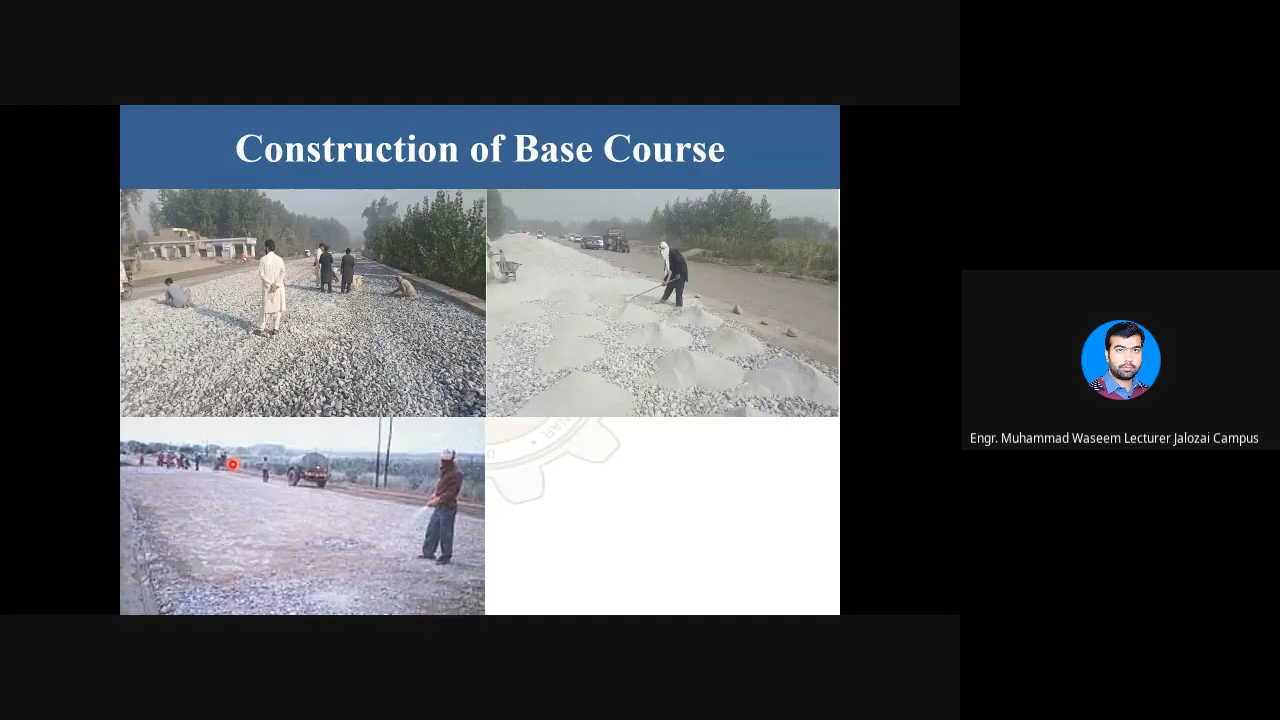 Construction of Base Course
Engr. Muhammad Waseem Lecturer Jalozai Campus